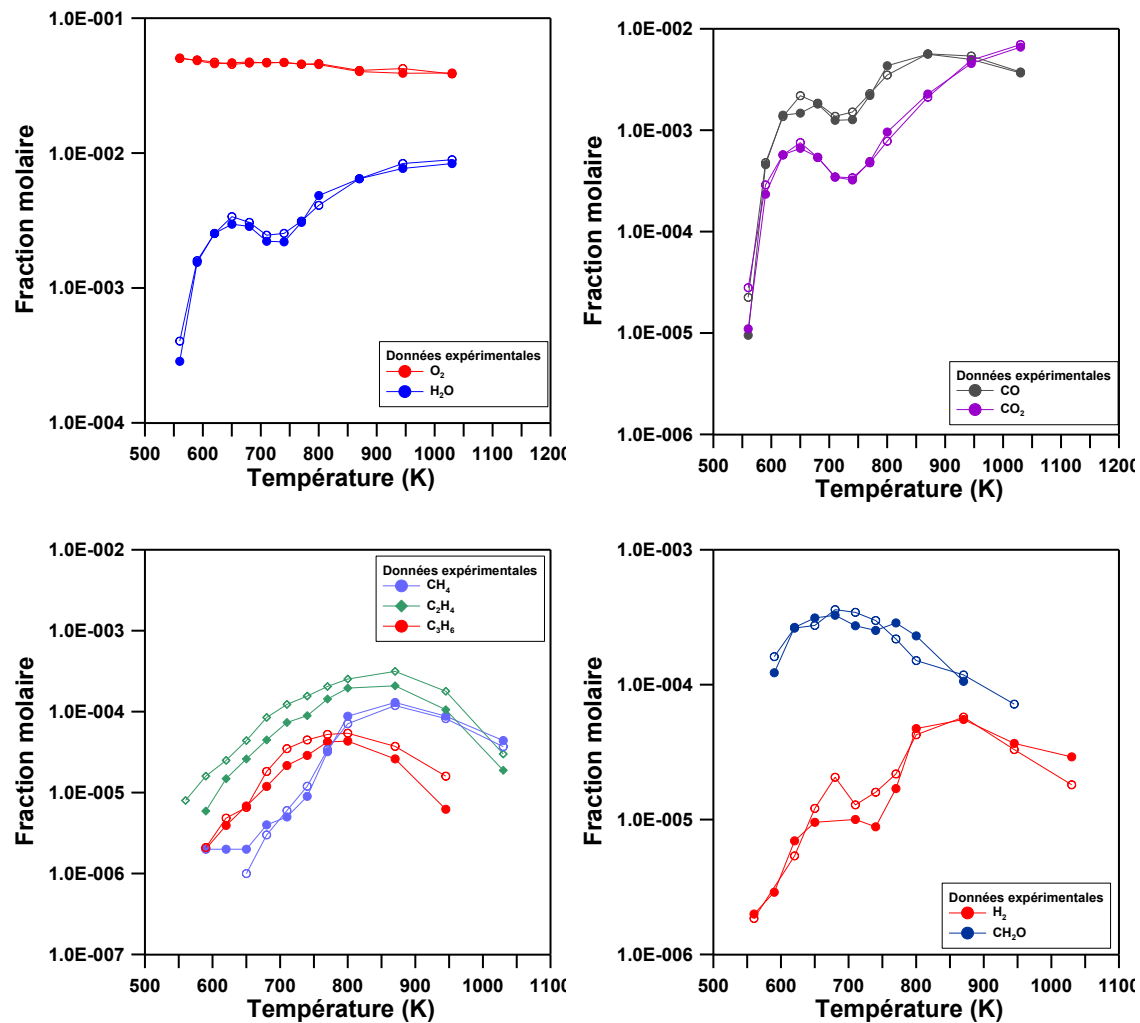 1.0E-001
1.0E-002
1.0E-003
1.0E-004
Fraction molaire
Données expérimentales
O₂
H₂O
500 600 700 800 900 1000 1100 1200
Température (K)
1.0E-002
1.0E-003
1.0E-004
1.0E-005
1.0E-006
Fraction molaire
Données expérimentales
CO
CO₂
500 600 700 800 900 1000 1100 1200
Température (K)
1.0E-002
1.0E-003
1.0E-004
1.0E-005
1.0E-006
1.0E-007
Fraction molaire
Données expérimentales
CH₄
C₂H₄
C₃H₆
500 600 700 800 900 1000 1100
Température (K)
1.0E-003
1.0E-004
1.0E-005
1.0E-006
Fraction molaire
Données expérimentales
H₂
CH₂O
500 600 700 800 900 1000 1100
Température (K)